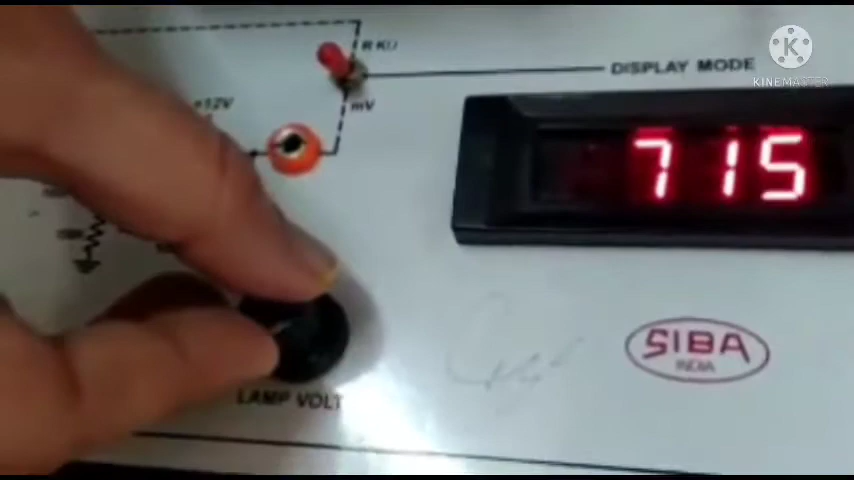 KINEMASTER
R KΩ
DISPLAY MODE
+12V
mV
715
SIBA
INDIA
LAMP VOLT